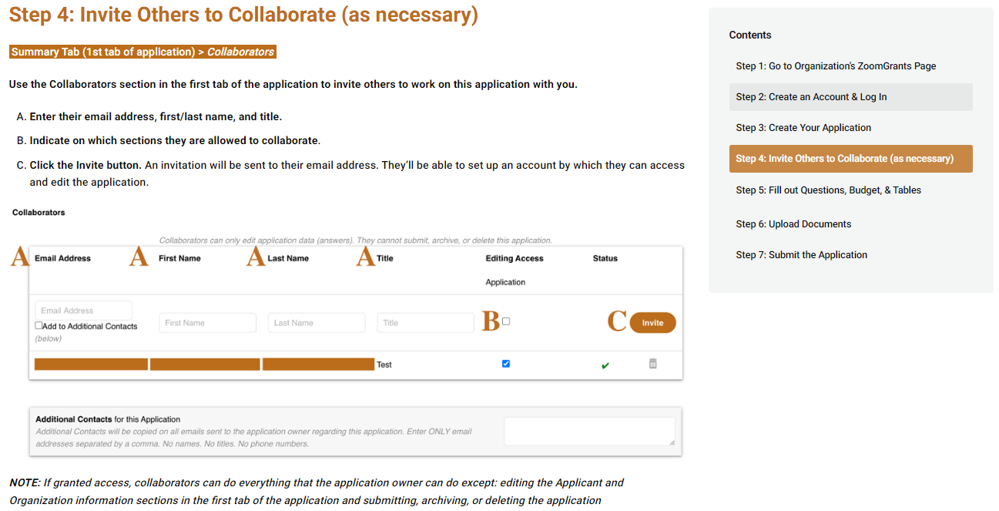 Step 4: Invite Others to Collaborate (as necessary)
Summary Tab (1st tab of application) > Collaborators
Use the Collaborators section in the first tab of the application to invite others to work on this application with you.
A. Enter their email address, first/last name, and title.
B. Indicate on which sections they are allowed to collaborate.
C. Click the Invite button. An invitation will be sent to their email address. They’ll be able to set up an account by which they can access
and edit the application.
Collaborators
Collaborators can only edit application data (answers). They cannot submit, archive, or delete this application.
A Email Address A First Name A Last Name A Title Editing Access Status
Application
Email Address
First Name Last Name Title B C Invite
Add to Additional Contacts
(below)
Test
Additional Contacts for this Application
Additional Contacts will be copied on all emails sent to the application owner regarding this application. Enter ONLY email
addresses separated by a comma. No names. No titles. No phone numbers.
NOTE: If granted access, collaborators can do everything that the application owner can do except: editing the Applicant and
Organization information sections in the first tab of the application and submitting, archiving, or deleting the application
Contents
Step 1: Go to Organization’s ZoomGrants Page
Step 2: Create an Account & Log In
Step 3: Create Your Application
Step 4: Invite Others to Collaborate (as necessary)
Step 5: Fill out Questions, Budget, & Tables
Step 6: Upload Documents
Step 7: Submit the Application